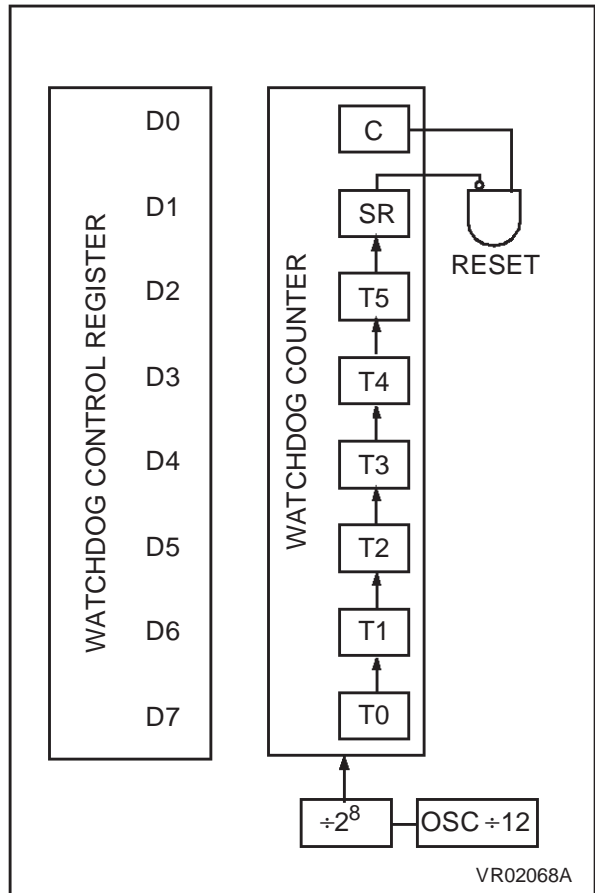 WATCHDOG CONTROL REGISTER
D0
D1
D2
D3
D4
D5
D6
D7
WATCHDOG COUNTER
C
SR
T5
T4
T3
T2
T1
T0
RESET
÷2⁸
OSC ÷12
VR02068A